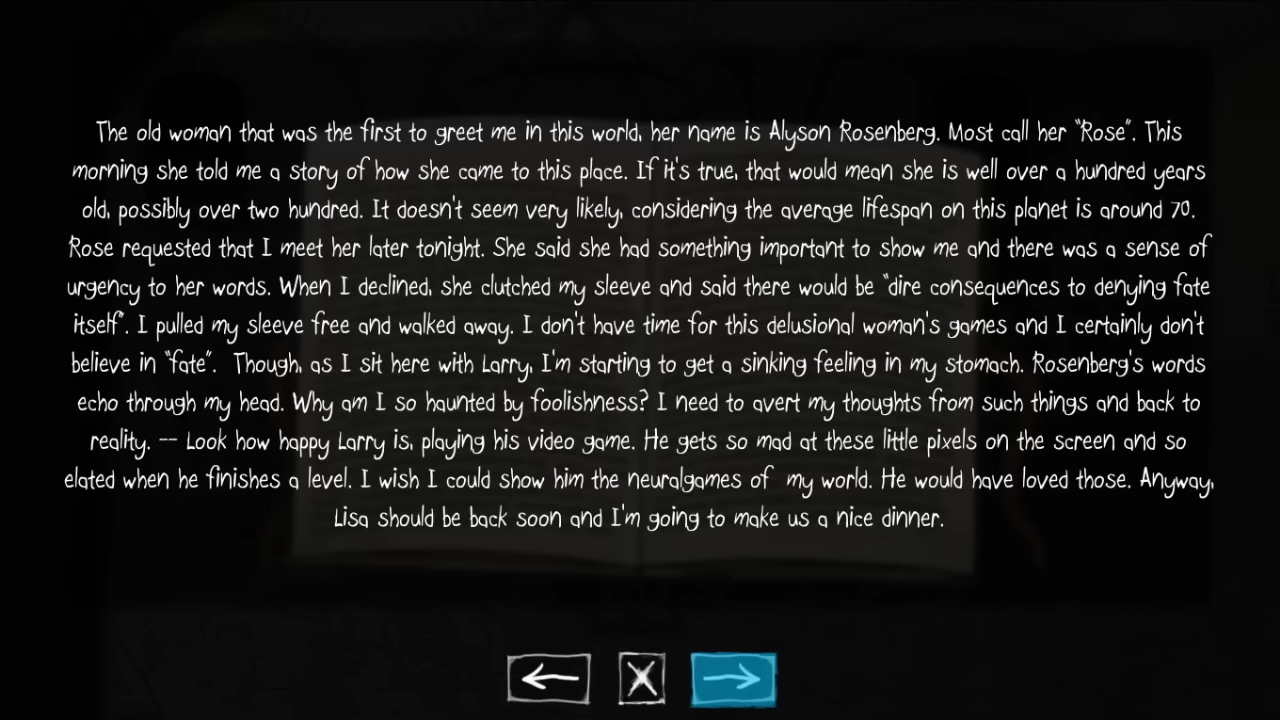 The old woman that was the first to greet me in this world, her name is Alyson Rosenberg. Most call her "Rose". This
morning she told me a story of how she came to this place. If it's true, that would mean she is well over a hundred years
old, possibly over two hundred. It doesn't seem very likely, considering the average lifespan on this planet is around 70.
Rose requested that I meet her later tonight. She said she had something important to show me and there was a sense of
urgency to her words. When I declined, she clutched my sleeve and said there would be "dire consequences to denying fate
itself". I pulled my sleeve free and walked away. I don't have time for this delusional woman's games and I certainly don't
believe in "fate".  Though, as I sit here with Larry, I'm starting to get a sinking feeling in my stomach. Rosenberg's words
echo through my head. Why am I so haunted by foolishness? I need to avert my thoughts from such things and back to
reality. -- Look how happy Larry is, playing his video game. He gets so mad at these little pixels on the screen and so
elated when he finishes a level. I wish I could show him the neuralgames of  my world. He would have loved those. Anyway,
Lisa should be back soon and I'm going to make us a nice dinner.